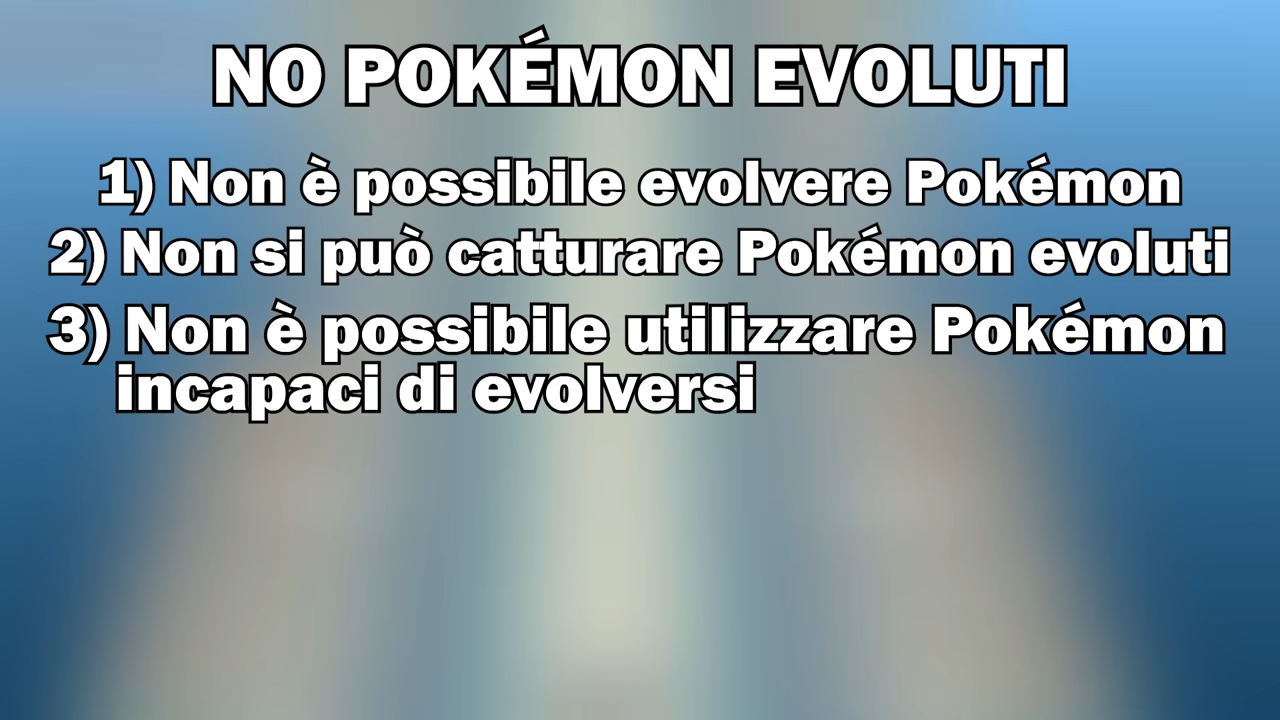 NO POKÉMON EVOLUTI
1) Non è possibile evolvere Pokémon
2) Non si può catturare Pokémon evoluti
3) Non è possibile utilizzare Pokémon
incapaci di evolversi